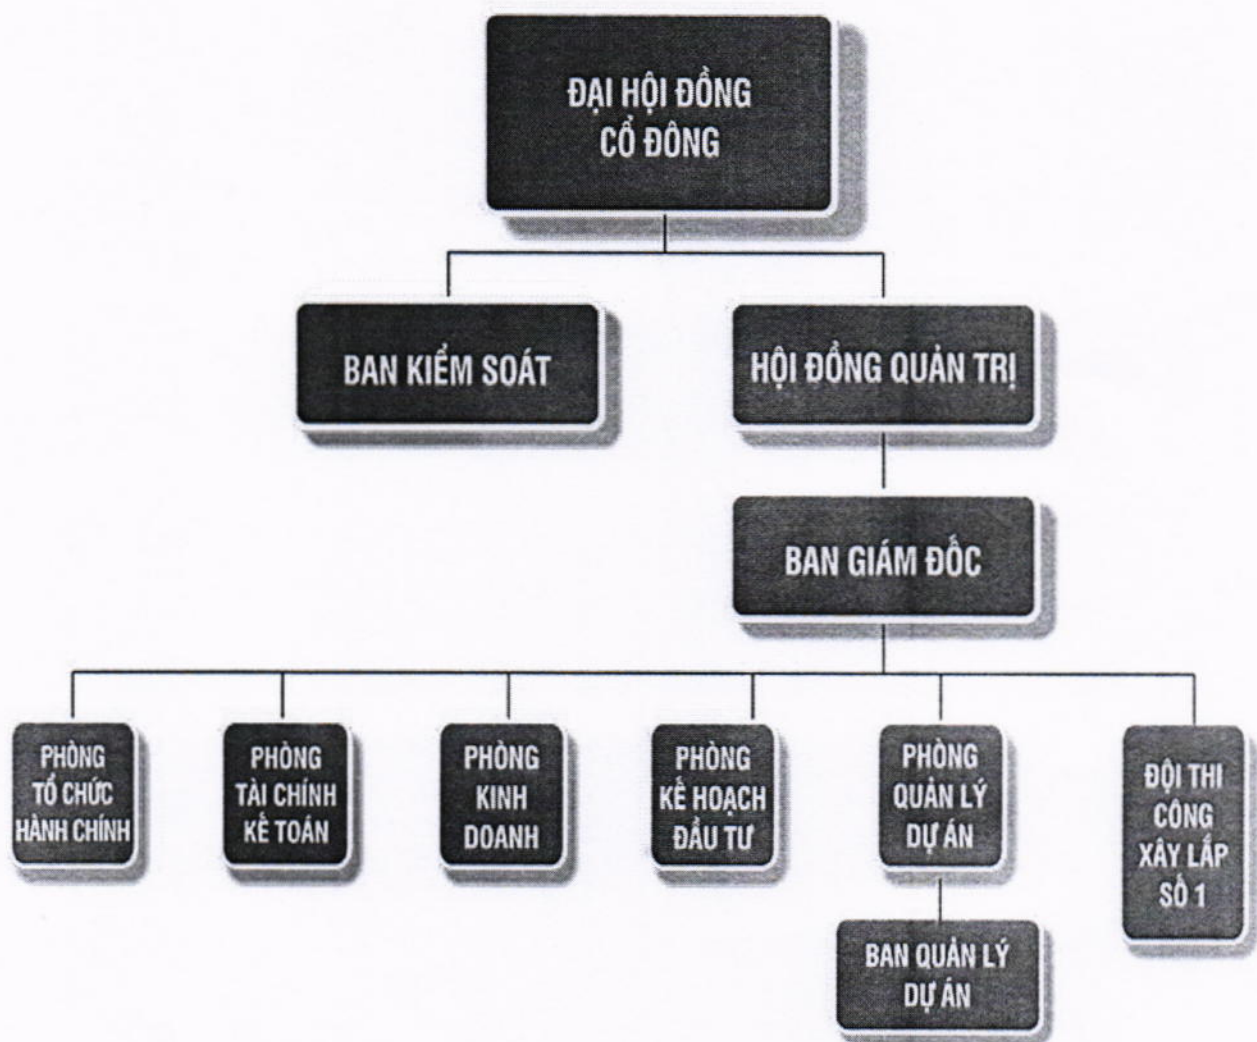 ĐẠI HỘI ĐỒNG
CỔ ĐÔNG
BAN KIỂM SOÁT
HỘI ĐỒNG QUẢN TRỊ
BAN GIÁM ĐỐC
PHÒNG
TỔ CHỨC
HÀNH CHÍNH
PHÒNG
TÀI CHÍNH
KẾ TOÁN
PHÒNG
KINH
DOANH
PHÒNG
KẾ HOẠCH
ĐẦU TƯ
PHÒNG
QUẢN LÝ
DỰ ÁN
ĐỘI THI
CÔNG
XÂY LẮP
SỐ 1
BAN QUẢN LÝ
DỰ ÁN